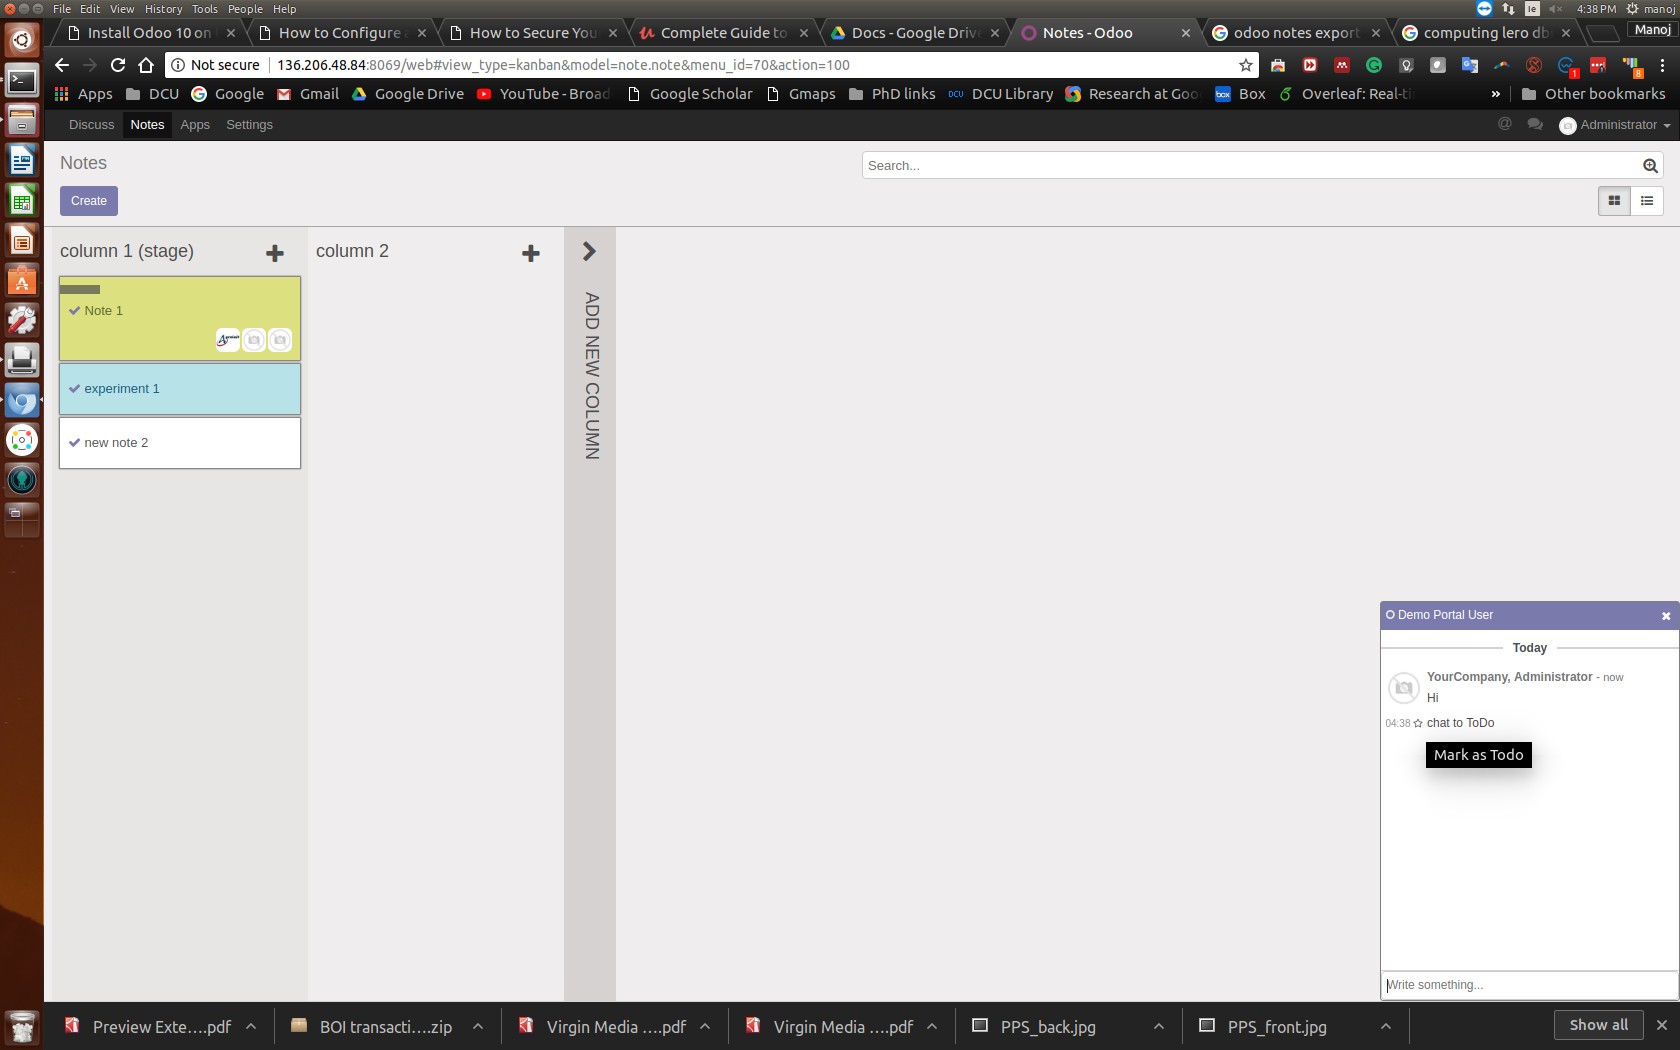 File Edit View History Tools People Help
4:38 PM manoj
Install Odoo 10 on
How to Configure
How to Secure You
Complete Guide to
Docs - Google Drive
Notes - Odoo
odoo notes export
computing lero db
Manoj
Not secure 136.206.48.84:8069/web#view_type=kanban&model=note.note&menu_id=70&action=100
1
8
Apps DCU Google Gmail Google Drive YouTube - Broad Google Scholar Gmaps PhD links DCU DCU Library Research at Goo box Box Overleaf: Real-ti » Other bookmarks
Discuss Notes Apps Settings
@ Administrator
Notes
Search...
Create
column 1 (stage)
column 2
ADD NEW COLUMN
Note 1
experiment 1
new note 2
Demo Portal User
Today
YourCompany, Administrator - now
Hi
04:38 chat to ToDo
Mark as Todo
Write something...
Preview Exte....pdf
BOI transacti....zip
Virgin Media ....pdf
Virgin Media ....pdf
PPS_back.jpg
PPS_front.jpg
Show all